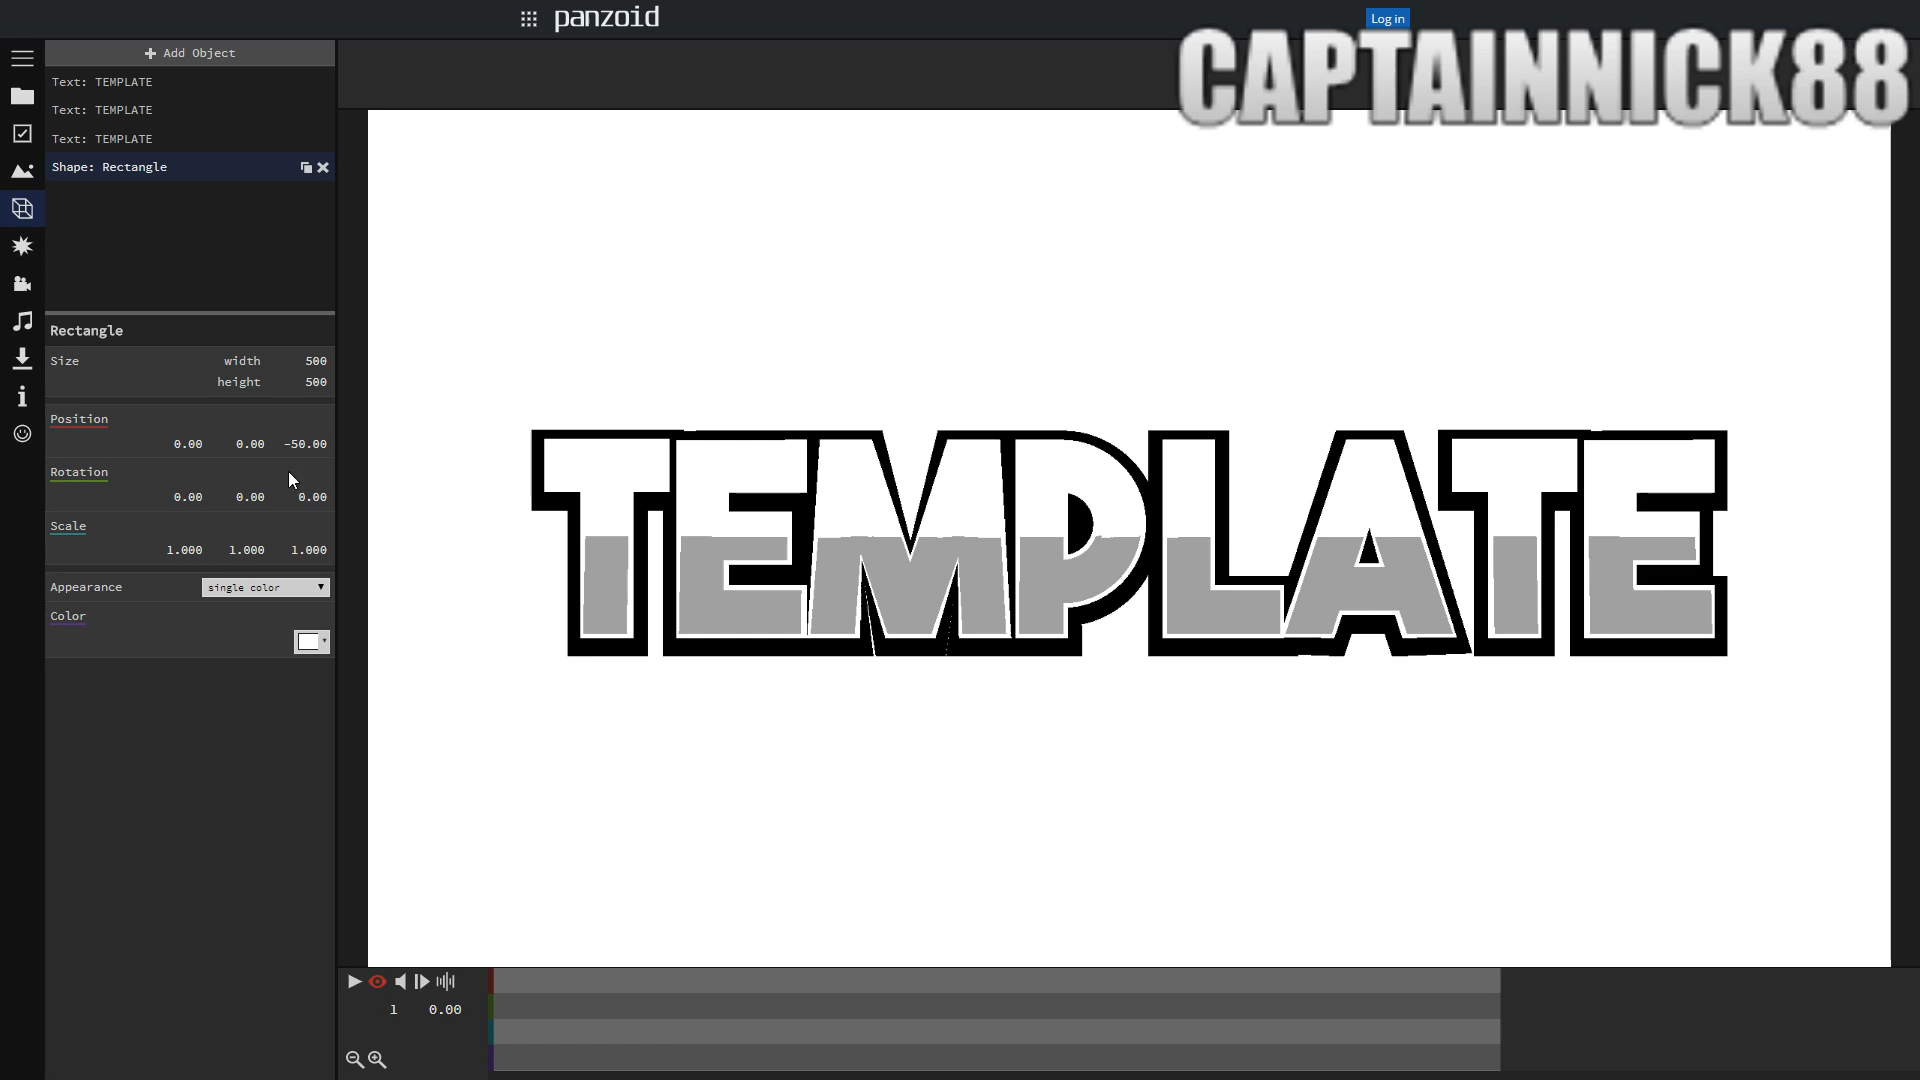 panzoid
Log in
CAPTAINNICK88
Add Object
Text: TEMPLATE
Text: TEMPLATE
Text: TEMPLATE
Shape: Rectangle
Rectangle
Size width 500
height 500
Position
0.00 0.00 -50.00
Rotation
0.00 0.00 0.00
Scale
1.000 1.000 1.000
Appearance single color
Color
TEMPLATE
1 0.00